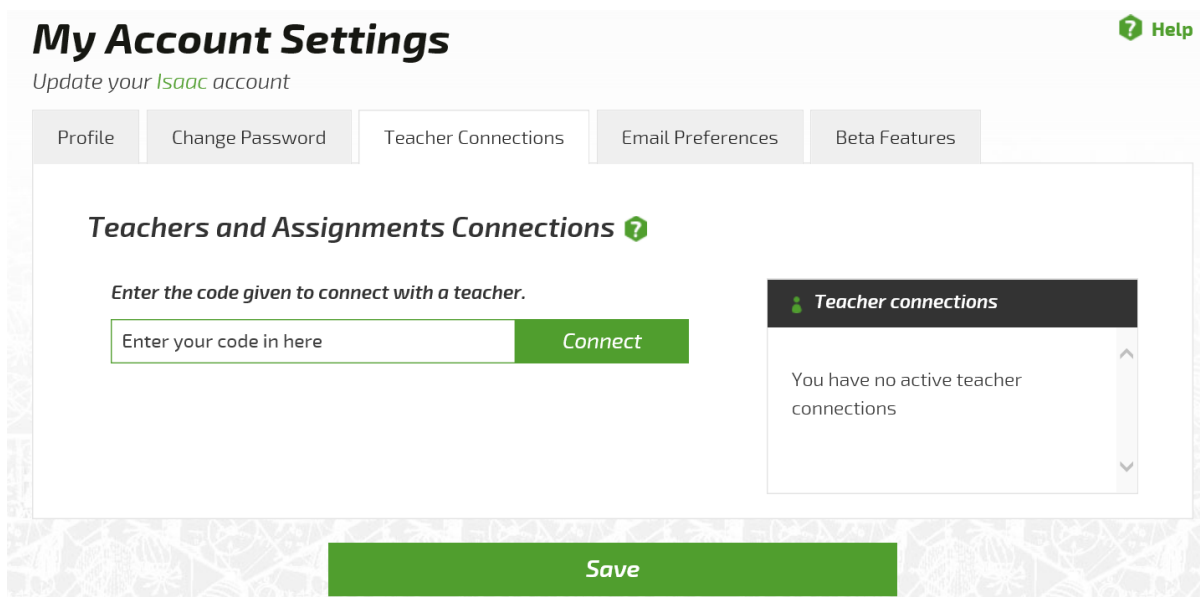 My Account Settings
? Help
Update your Isaac account
Profile
Change Password
Teacher Connections
Email Preferences
Beta Features
Teachers and Assignments Connections ?
Enter the code given to connect with a teacher.
Enter your code in here
Connect
Teacher connections
You have no active teacher
connections
Save